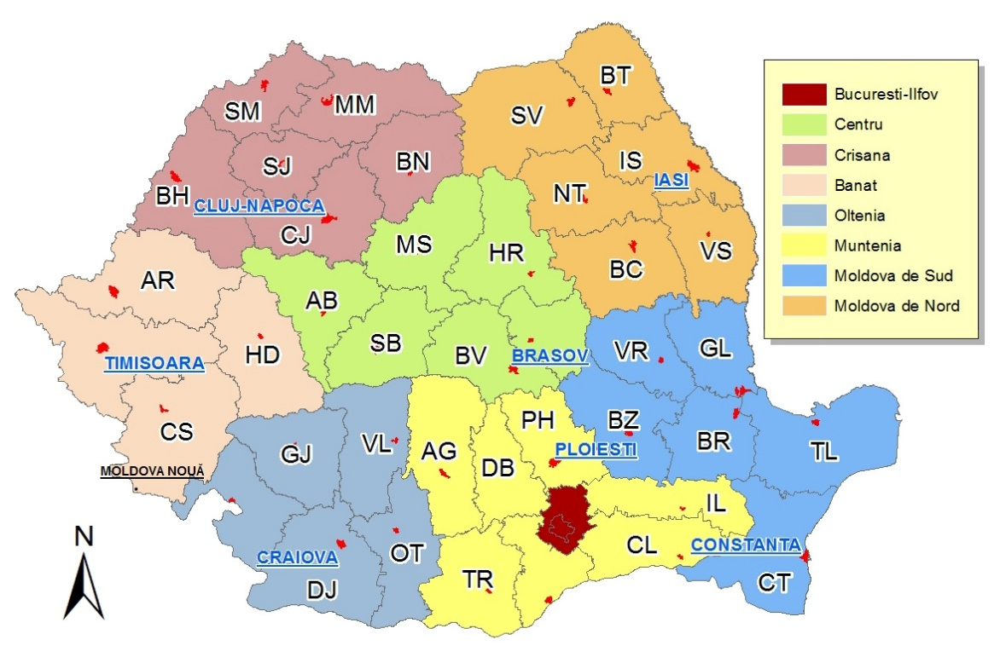 BT
SM
MM
SV
SJ
BN
IS
IASI
BH
CLUJ-NAPOCA
NT
CJ
MS
HR
VS
BC
AR
AB
SB
BV
BRASOV
VR
GL
HD
TIMISOARA
CS
PH
BZ
MOLDOVA NOUĂ
GJ
VL
AG
DB
PLOIESTI
BR
TL
IL
N
CRAIOVA
OT
CL
CONSTANTA
DJ
TR
CT
Bucuresti-Ilfov
Centru
Crisana
Banat
Oltenia
Muntenia
Moldova de Sud
Moldova de Nord